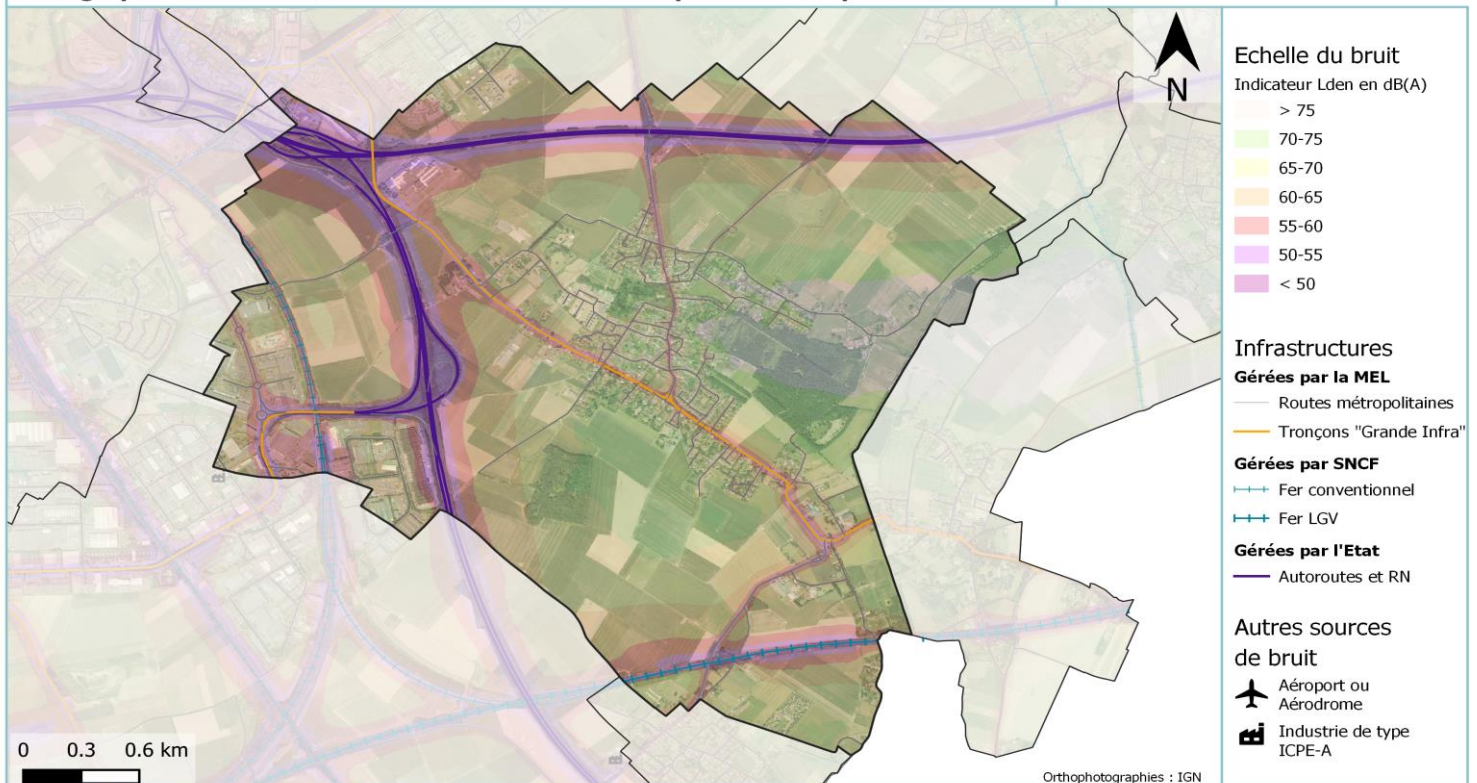 N
Echelle du bruit
Indicateur Lden en dB(A)
> 75
70-75
65-70
60-65
55-60
50-55
< 50
Infrastructures
Gérées par la MEL
Routes métropolitaines
Tronçons "Grande Infra"
Gérées par SNCF
Fer conventionnel
Fer LGV
Gérées par l'Etat
Autoroutes et RN
Autres sources
de bruit
Aéroport ou
Aérodrome
Industrie de type
ICPE-A
0 0.3 0.6 km
Orthophotographies : IGN